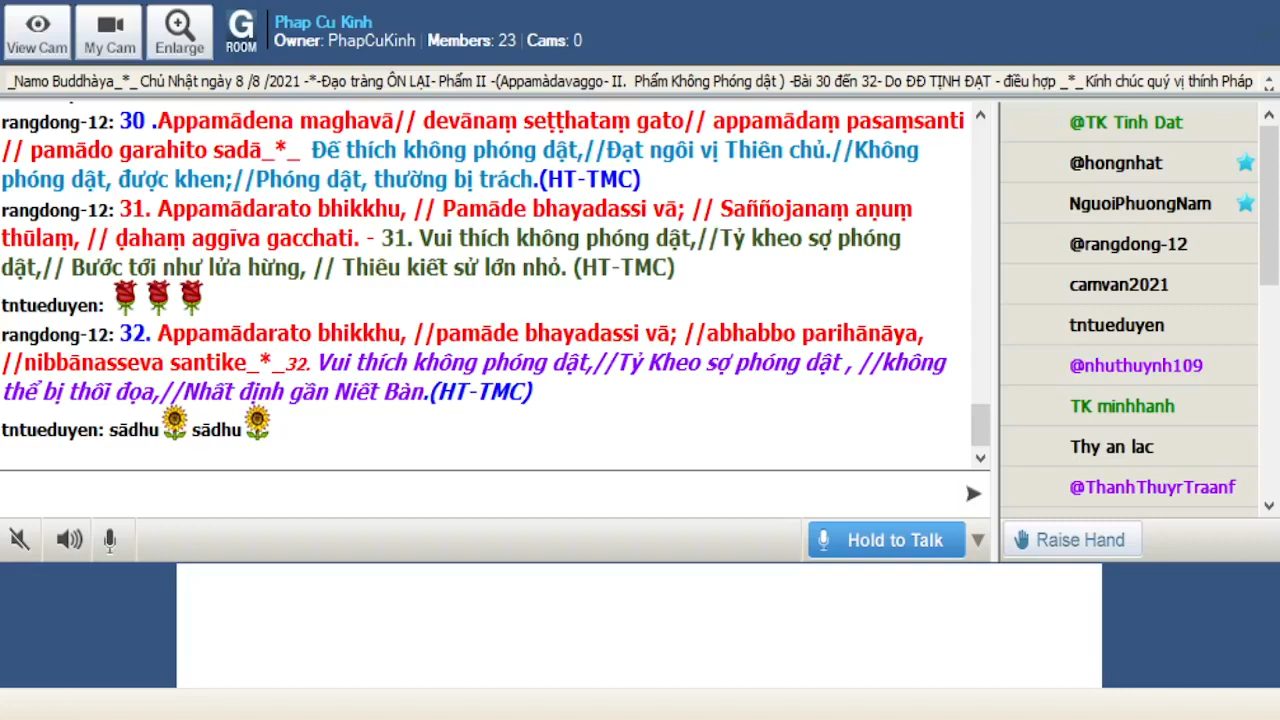 View Cam
My Cam
Enlarge
G
ROOM
Phap Cu Kinh
Owner: PhapCuKinh | Members: 23 | Cams: 0
_Namo Buddhàya_*_ Chủ Nhật ngày 8 /8 /2021 -*-Đạo tràng ÔN LẠI- Phẩm II -(Appamàdavaggo- II. Phẩm Không Phóng dật ) -Bài 30 đến 32- Do ĐĐ TỊNH ĐẠT - điều hợp _*_ Kính chúc quý vị thính Pháp
rangdong-12: 30 .Appamādena maghavā// devānaṃ seṭṭhataṃ gato// appamādaṃ pasaṃsanti
// pamādo garahito sadā_*_ Đế thích không phóng dật,//Đạt ngôi vị Thiên chủ.//Không
phóng dật, được khen;//Phóng dật, thường bị trách.(HT-TMC)
rangdong-12: 31. Appamādarato bhikkhu, // Pamāde bhayadassi vā; // Saññojanaṃ aṇuṃ
thūlaṃ, // ḍahaṃ aggīva gacchati. - 31. Vui thích không phóng dật,//Tỷ kheo sợ phóng
dật,// Bước tới như lửa hừng, // Thiêu kiết sử lớn nhỏ. (HT-TMC)
tntueduyen:
rangdong-12: 32. Appamādarato bhikkhu, //pamāde bhayadassi vā; //abhabbo parihānāya,
//nibbānasseva santike_*_32. Vui thích không phóng dật,//Tỷ Kheo sợ phóng dật , //không
thể bị thối đọa,//Nhất định gần Niết Bàn.(HT-TMC)
tntueduyen: sādhu sādhu
@TK Tinh Dat
@hongnhat
NguoiPhuongNam
@rangdong-12
camvan2021
tntueduyen
@nhuthuynh109
TK minhhanh
Thy an lac
@ThanhThuyrTraanf
Hold to Talk
Raise Hand